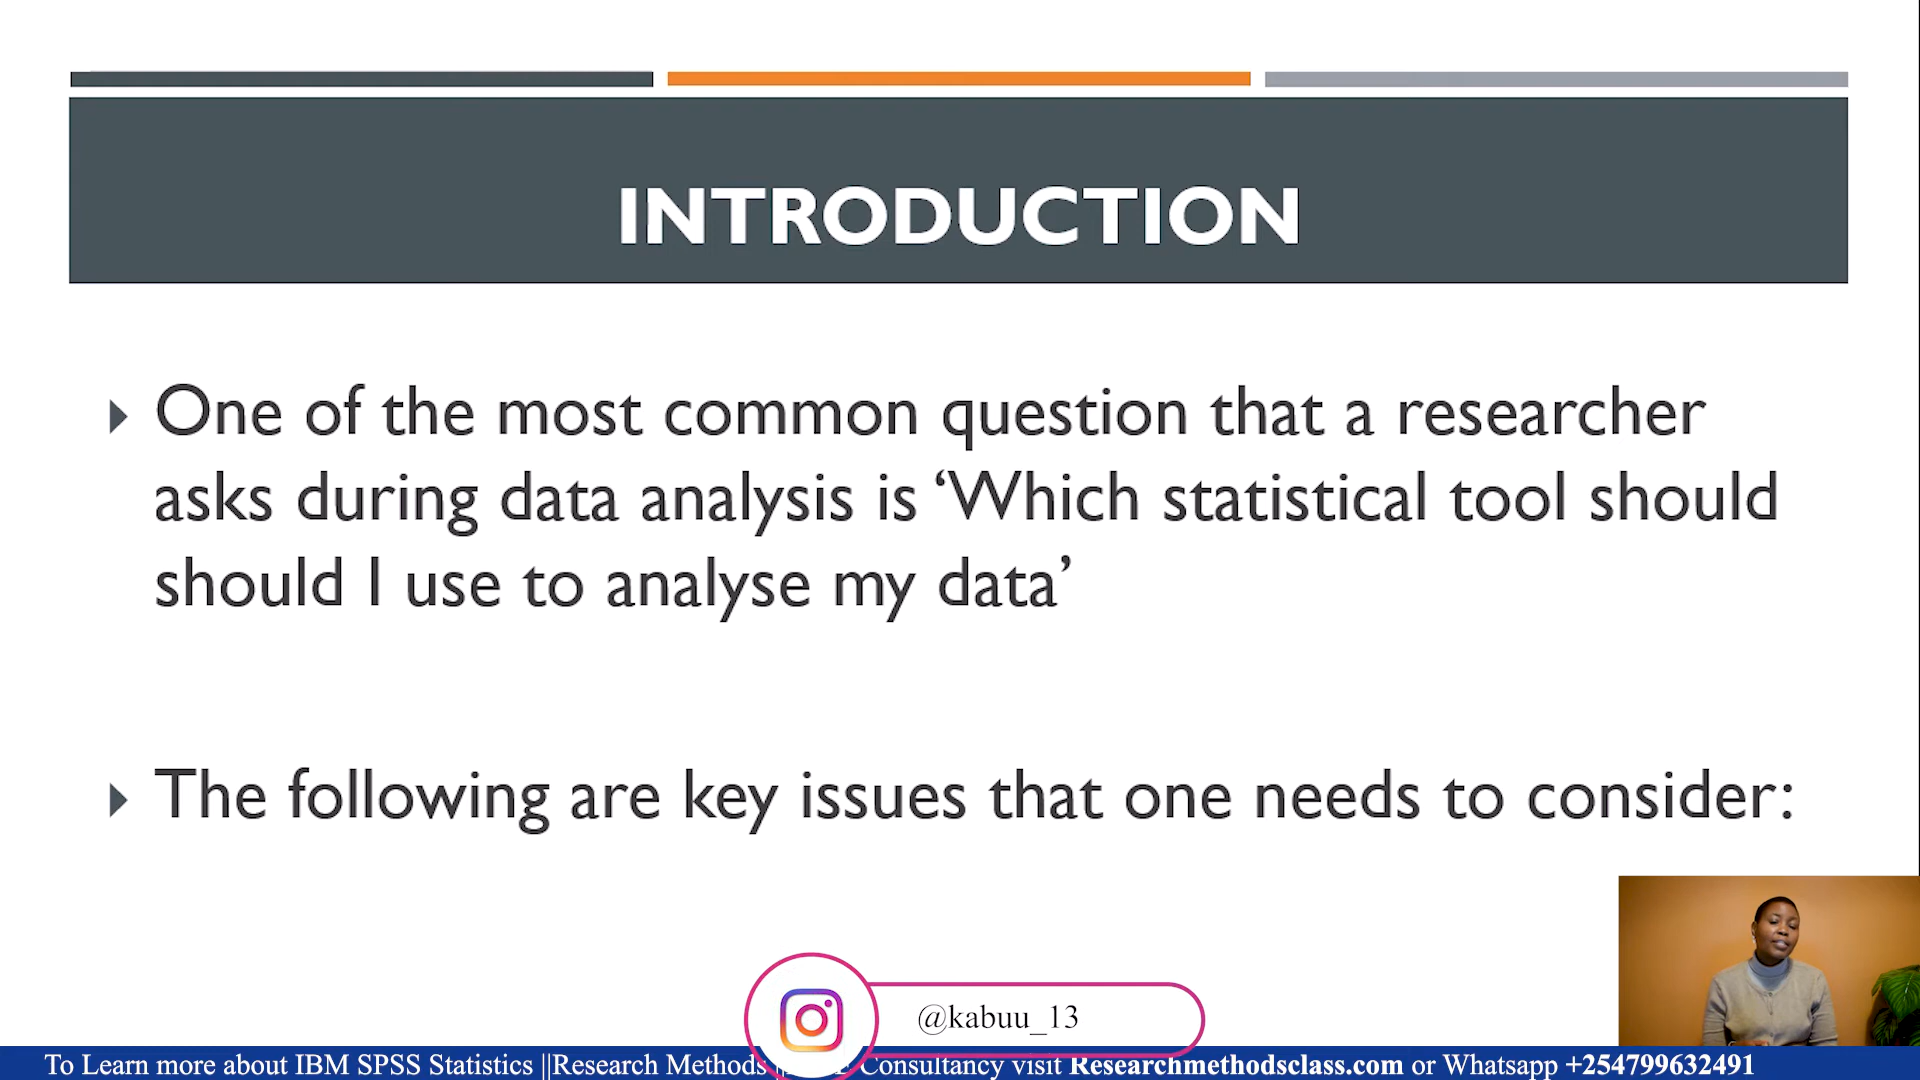 INTRODUCTION
One of the most common question that a researcher
asks during data analysis is ‘Which statistical tool should
should I use to analyse my data’
The following are key issues that one needs to consider:
@kabuu_13
To Learn more about IBM SPSS Statistics ||Research Methods || Consultancy visit Researchmethodsclass.com or Whatsapp +254799632491